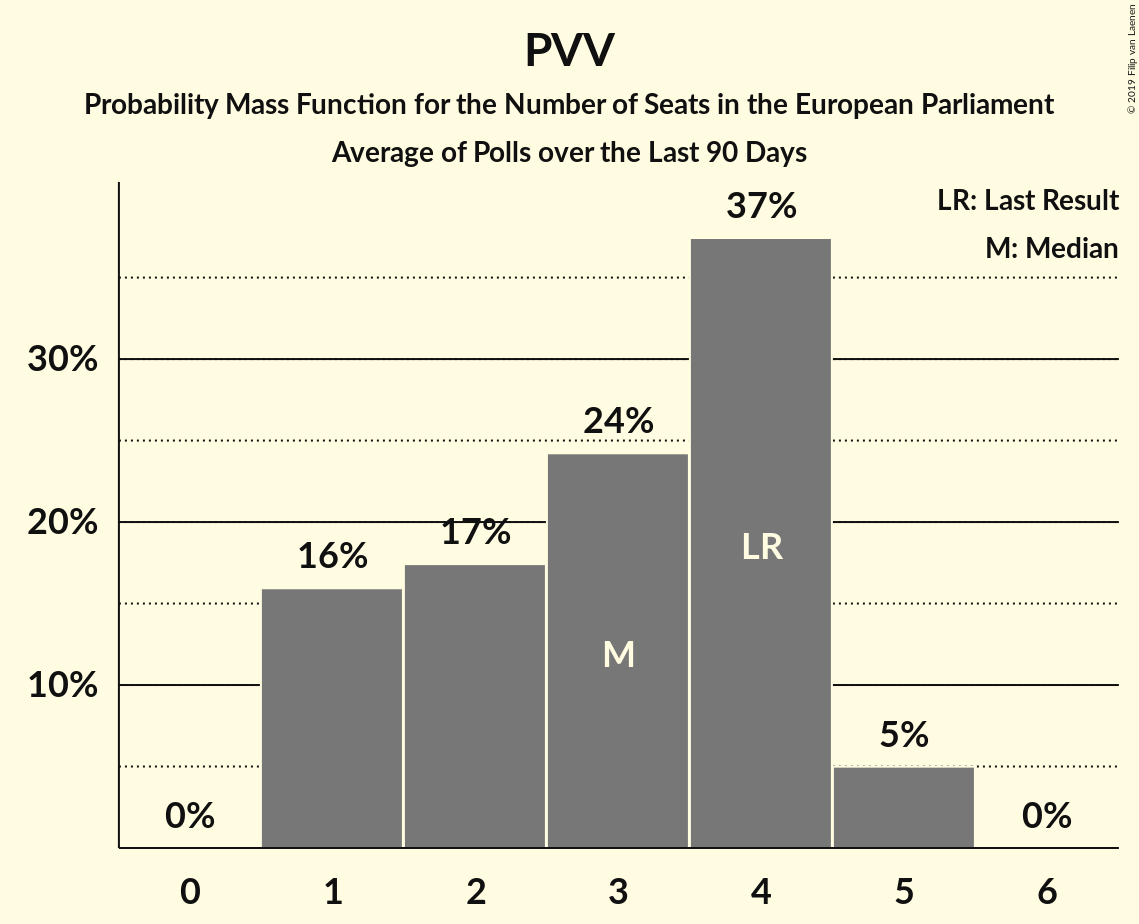 PVV
Probability Mass Function for the Number of Seats in the European Parliament
Average of Polls over the Last 90 Days
© 2019 Filip van Laenen
LR: Last Result
M: Median
37%
30%
24%
20%
17%
16%
LR
M
10%
5%
0%
0%
0 1 2 3 4 5 6